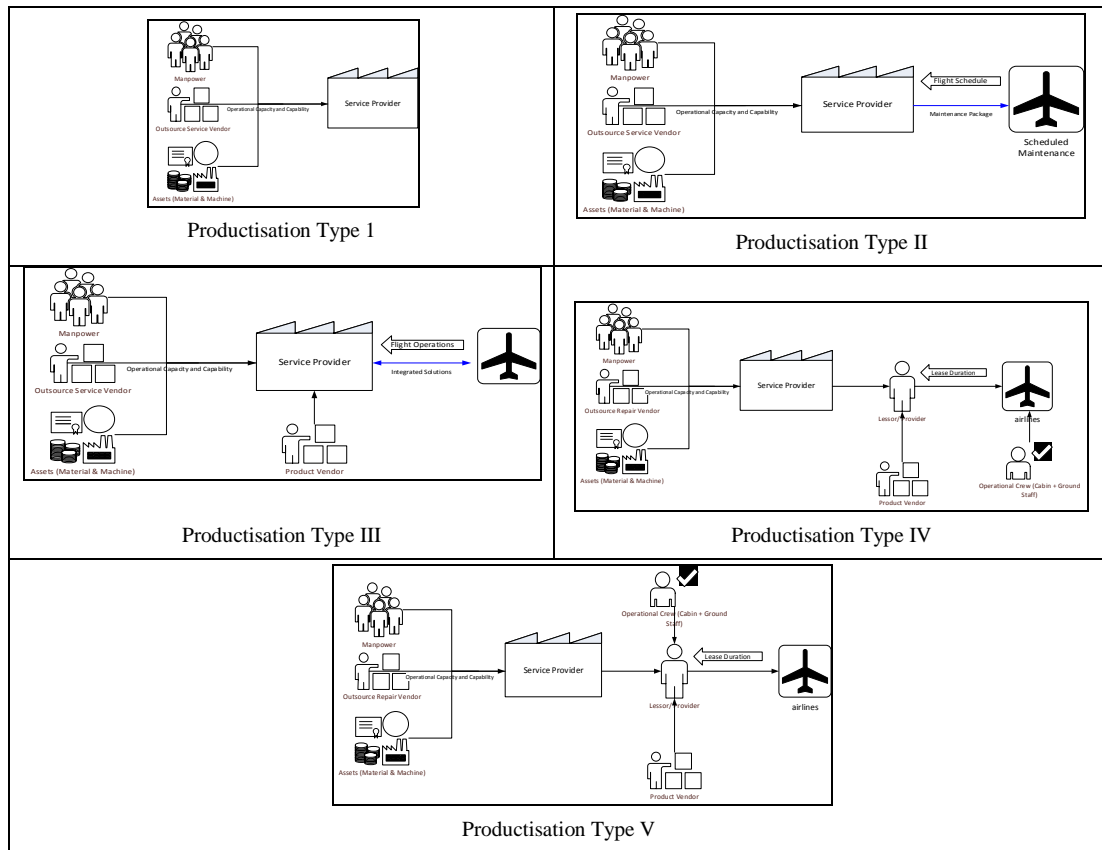 Manpower
Outsource Service Vendor
Assets (Material & Machine)
Operational Capacity and Capability
Service Provider
Productisation Type 1
Manpower
Outsource Service Vendor
Assets (Material & Machine)
Operational Capacity and Capability
Service Provider
Flight Schedule
Maintenance Package
Scheduled
Maintenance
Productisation Type II
Manpower
Outsource Service Vendor
Assets (Material & Machine)
Operational Capacity and Capability
Service Provider
Flight Operations
Integrated Solutions
Product Vendor
Productisation Type III
Manpower
Outsource Repair Vendor
Assets (Material & Machine)
Operational Capacity and Capability
Service Provider
Lease Duration
Lessor/Provider
airlines
Product Vendor
Operational Crew (Cabin + Ground
Staff)
Productisation Type IV
Manpower
Outsource Repair Vendor
Assets (Material & Machine)
Operational Capacity and Capability
Service Provider
Operational Crew (Cabin + Ground
Staff)
Lease Duration
Lessor/Provider
airlines
Product Vendor
Productisation Type V